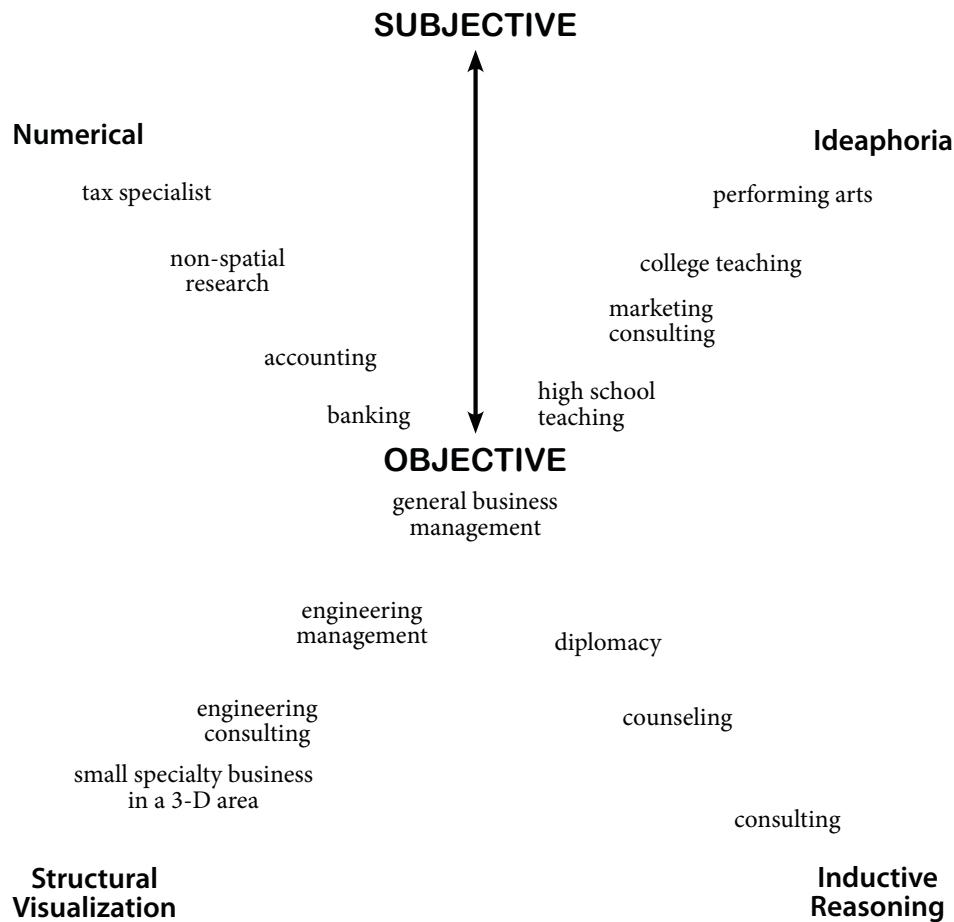 SUBJECTIVE
Numerical
Ideaphoria
tax specialist
performing arts
non-spatial
research
college teaching
marketing
consulting
accounting
high school
teaching
banking
OBJECTIVE
general business
management
engineering
management
diplomacy
engineering
consulting
counseling
small specialty business
in a 3-D area
consulting
Structural
Visualization
Inductive
Reasoning